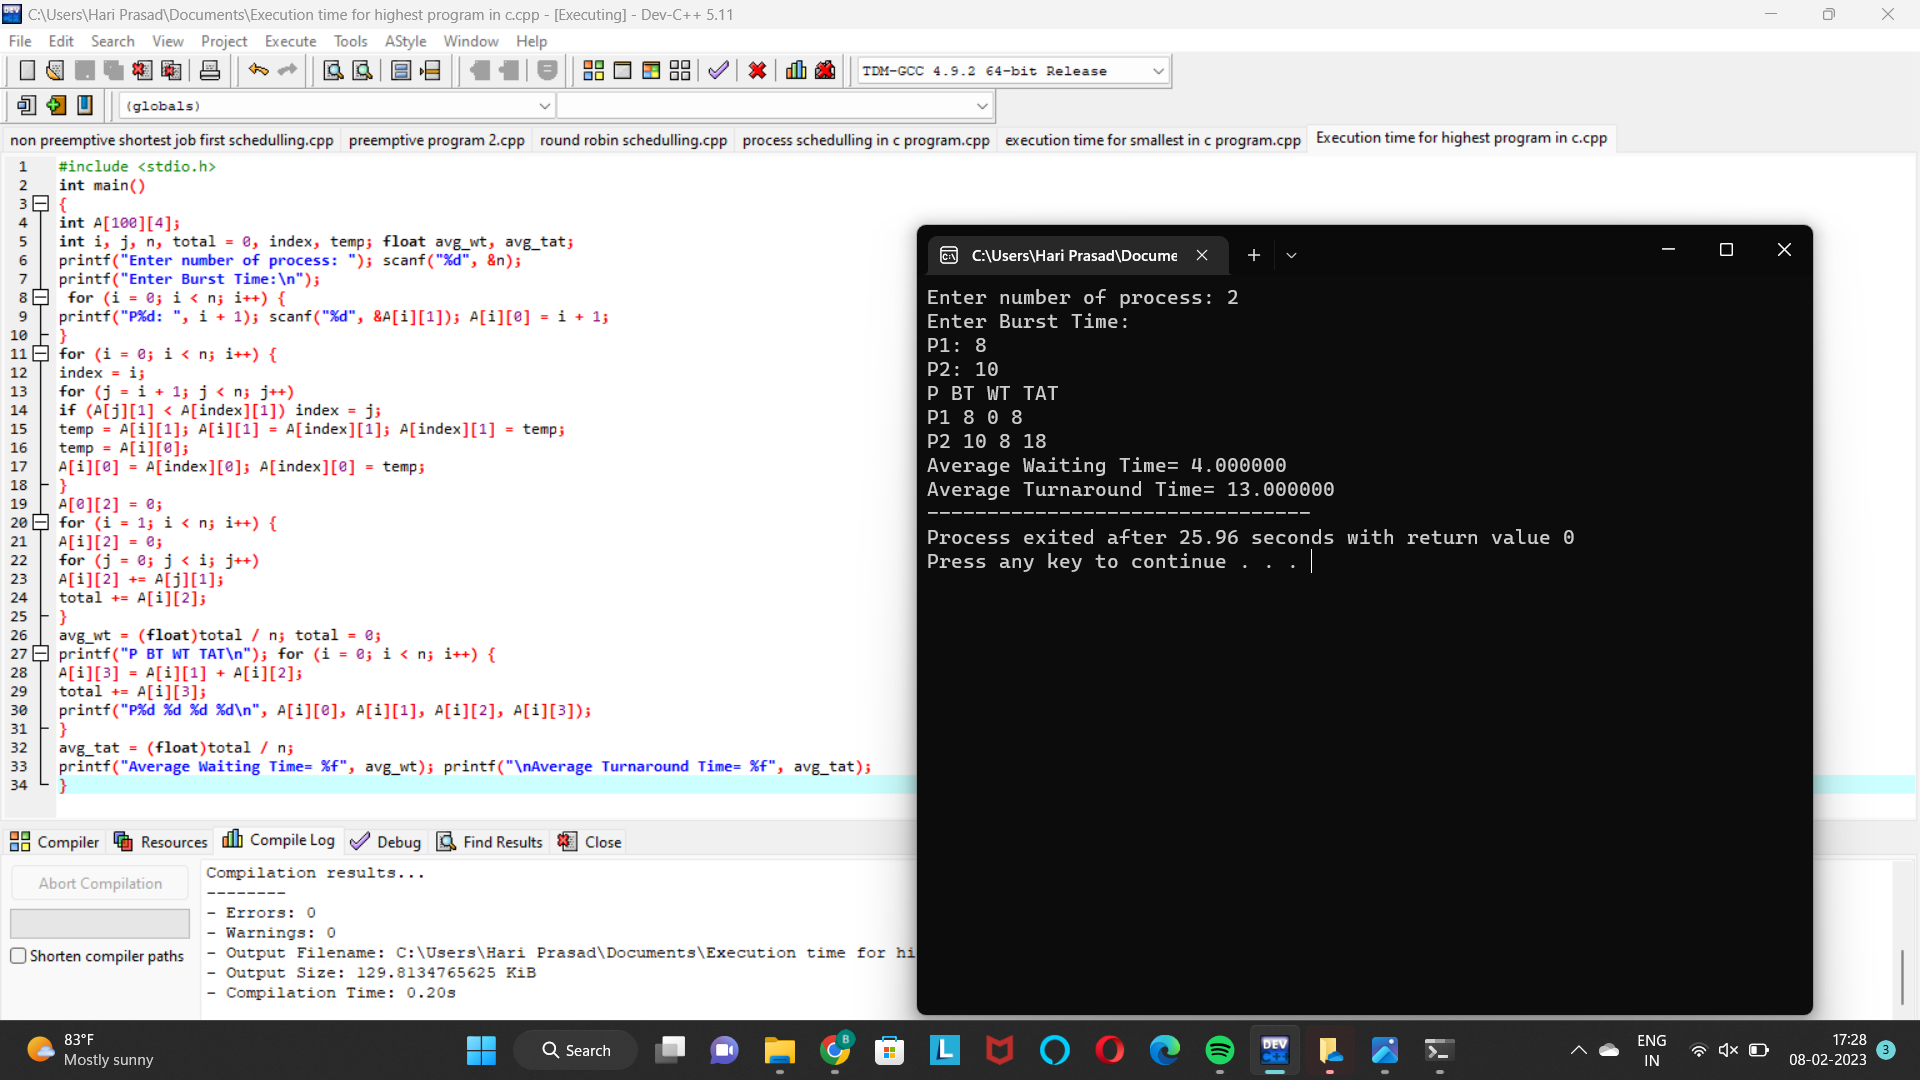 C:\Users\Hari Prasad\Documents\Execution time for highest program in c.cpp - [Executing] - Dev-C++ 5.11
File Edit Search View Project Execute Tools AStyle Window Help
TDM-GCC 4.9.2 64-bit Release
(globals)
non preemptive shortest job first schedulling.cpp preemptive program 2.cpp round robin schedulling.cpp process schedulling in c program.cpp execution time for smallest in c program.cpp Execution time for highest program in c.cpp
1 #include <stdio.h>
2 int main()
3 {
4 int A[100][4];
5 int i, j, n, total = 0, index, temp; float avg_wt, avg_tat;
6 printf("Enter number of process: "); scanf("%d", &n);
7 printf("Enter Burst Time:\n");
8 for (i = 0; i < n; i++) {
9 printf("P%d: ", i + 1); scanf("%d", &A[i][1]); A[i][0] = i + 1;
10 }
11 for (i = 0; i < n; i++) {
12 index = i;
13 for (j = i + 1; j < n; j++)
14 if (A[j][1] < A[index][1]) index = j;
15 temp = A[i][1]; A[i][1] = A[index][1]; A[index][1] = temp;
16 temp = A[i][0];
17 A[i][0] = A[index][0]; A[index][0] = temp;
18 }
19 A[0][2] = 0;
20 for (i = 1; i < n; i++) {
21 A[i][2] = 0;
22 for (j = 0; j < i; j++)
23 A[i][2] += A[j][1];
24 total += A[i][2];
25 }
26 avg_wt = (float)total / n; total = 0;
27 printf("P BT WT TAT\n"); for (i = 0; i < n; i++) {
28 A[i][3] = A[i][1] + A[i][2];
29 total += A[i][3];
30 printf("P%d %d %d %d\n", A[i][0], A[i][1], A[i][2], A[i][3]);
31 }
32 avg_tat = (float)total / n;
33 printf("Average Waiting Time= %f", avg_wt); printf("\nAverage Turnaround Time= %f", avg_tat);
34 }
C:\Users\Hari Prasad\Docume
Enter number of process: 2
Enter Burst Time:
P1: 8
P2: 10
P BT WT TAT
P1 8 0 8
P2 10 8 18
Average Waiting Time= 4.000000
Average Turnaround Time= 13.000000
--------------------------------
Process exited after 25.96 seconds with return value 0
Press any key to continue . . .
Compiler Resources Compile Log Debug Find Results Close
Abort Compilation
Shorten compiler paths
Compilation results...
--------
- Errors: 0
- Warnings: 0
- Output Filename: C:\Users\Hari Prasad\Documents\Execution time for hi
- Output Size: 129.8134765625 KiB
- Compilation Time: 0.20s
83°F
Mostly sunny
Search
B
L
DEV
C++
ENG
IN
17:28
08-02-2023
3